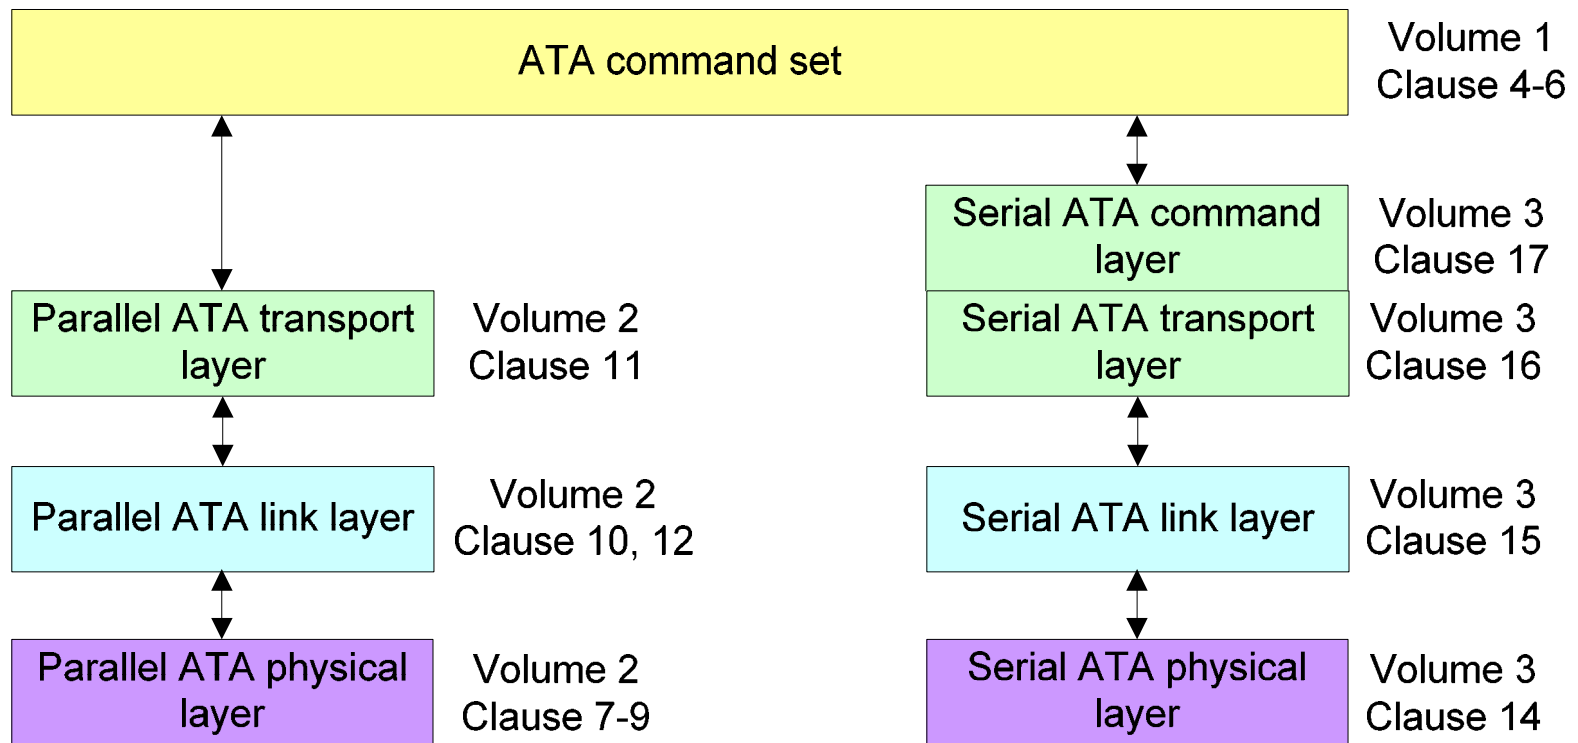 ATA command set
Volume 1
Clause 4-6
Serial ATA command
layer
Volume 3
Clause 17
Parallel ATA transport
layer
Volume 2
Clause 11
Serial ATA transport
layer
Volume 3
Clause 16
Parallel ATA link layer
Volume 2
Clause 10, 12
Serial ATA link layer
Volume 3
Clause 15
Parallel ATA physical
layer
Volume 2
Clause 7-9
Serial ATA physical
layer
Volume 3
Clause 14